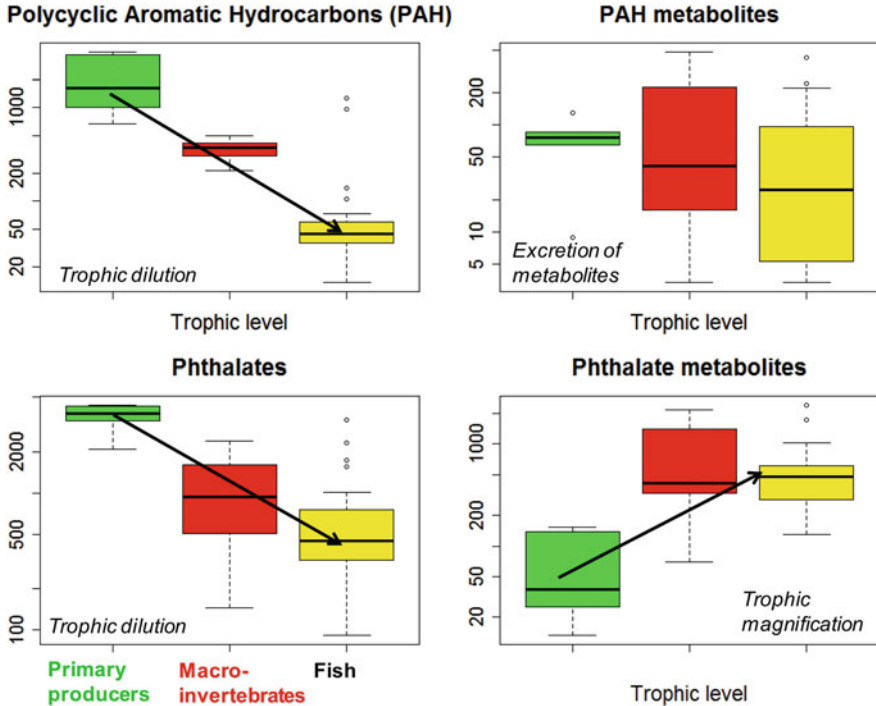 Polycyclic Aromatic Hydrocarbons (PAH)
1000
200
50
20
Trophic dilution
Trophic level
PAH metabolites
200
50
10
5
Excretion of
metabolites
Trophic level
Phthalates
2000
500
100
Trophic dilution
Primary
producers
Macro-
invertebrates
Fish
Phthalate metabolites
1000
200
50
20
Trophic
magnification
Trophic level